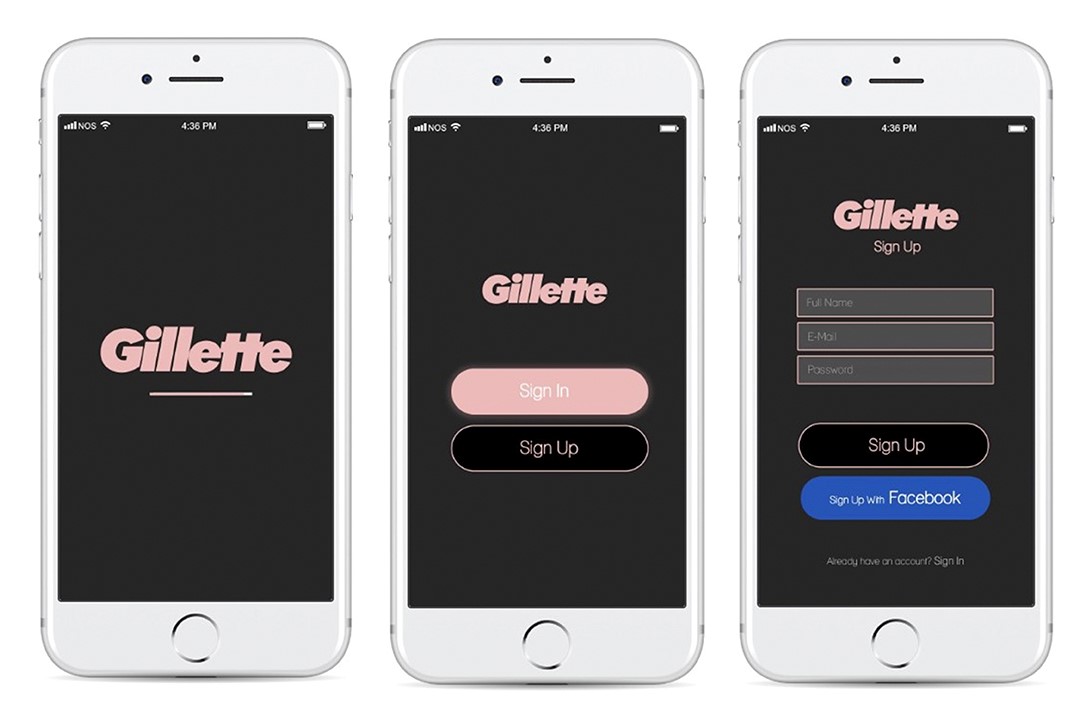 NOS 4:36 PM
Gillette
NOS 4:36 PM
Gillette
Sign In
Sign Up
NOS 4:36 PM
Gillette
Sign Up
Full Name
E-Mail
Password
Sign Up
Sign Up With Facebook
Already have an account? Sign In